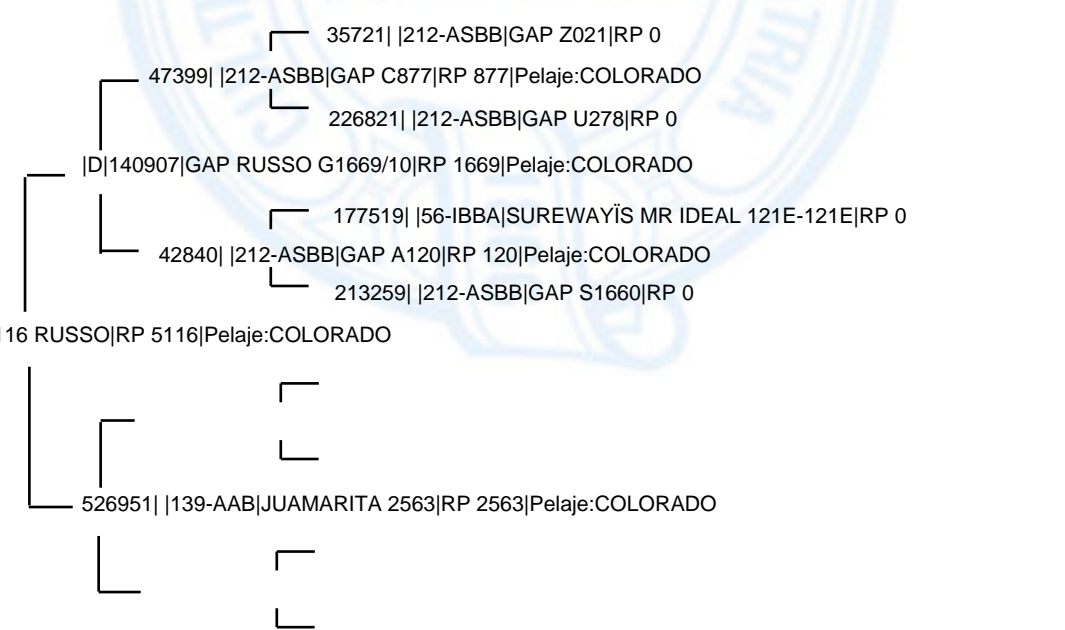 35721| |212-ASBB|GAP Z021|RP 0
47399| |212-ASBB|GAP C877|RP 877|Pelaje:COLORADO
226821| |212-ASBB|GAP U278|RP 0
|D|140907|GAP RUSSO G1669/10|RP 1669|Pelaje:COLORADO
177519| |56-IBBA|SUREWAYÏS MR IDEAL 121E-121E|RP 0
42840| |212-ASBB|GAP A120|RP 120|Pelaje:COLORADO
213259| |212-ASBB|GAP S1660|RP 0
116 RUSSO|RP 5116|Pelaje:COLORADO
526951| |139-AAB|JUAMARITA 2563|RP 2563|Pelaje:COLORADO